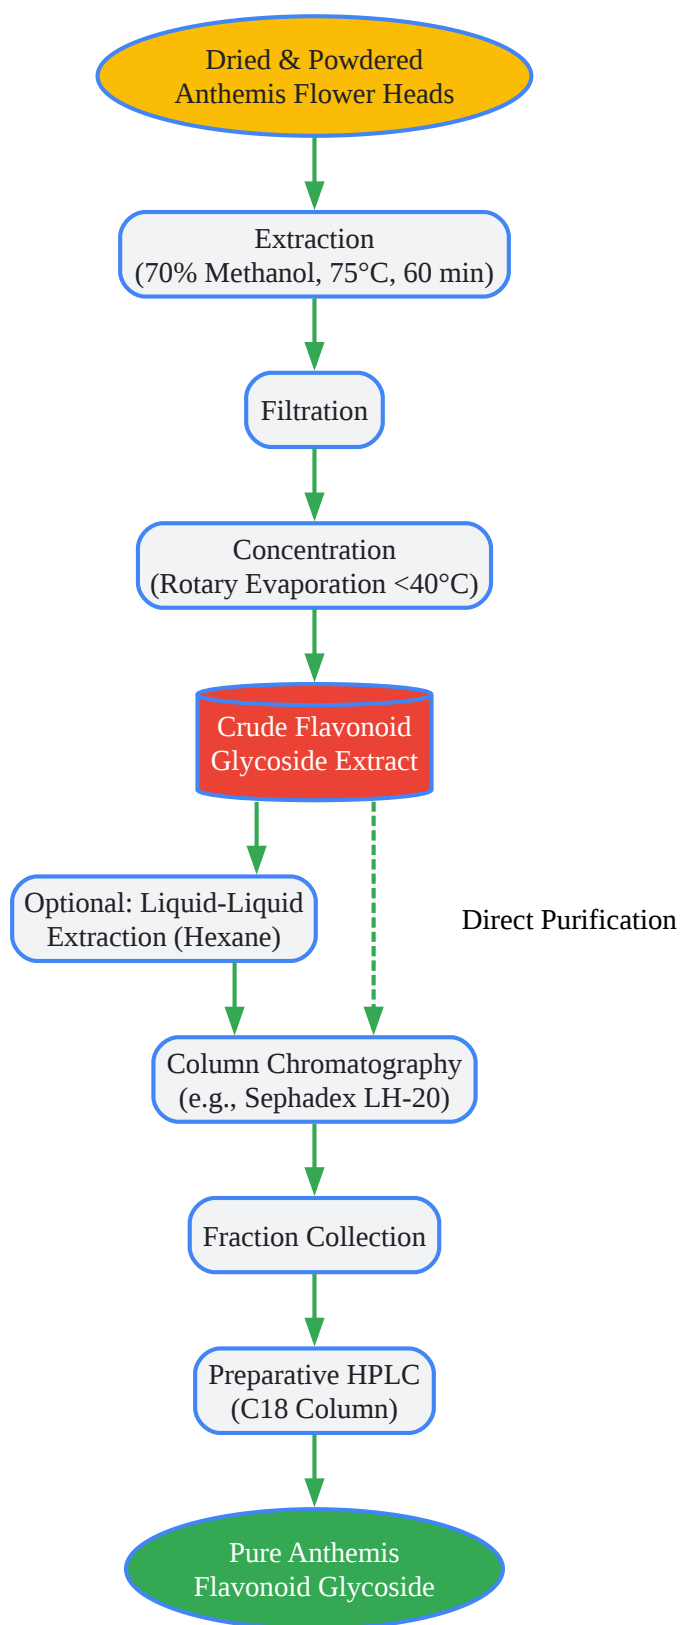 Dried & Powdered
Anthemis Flower Heads
Extraction
(70% Methanol, 75°C, 60 min)
Filtration
Concentration
(Rotary Evaporation <40°C)
Crude Flavonoid
Glycoside Extract
Optional: Liquid-Liquid
Extraction (Hexane)
Direct Purification
Column Chromatography
(e.g., Sephadex LH-20)
Fraction Collection
Preparative HPLC
(C18 Column)
Pure Anthemis
Flavonoid Glycoside